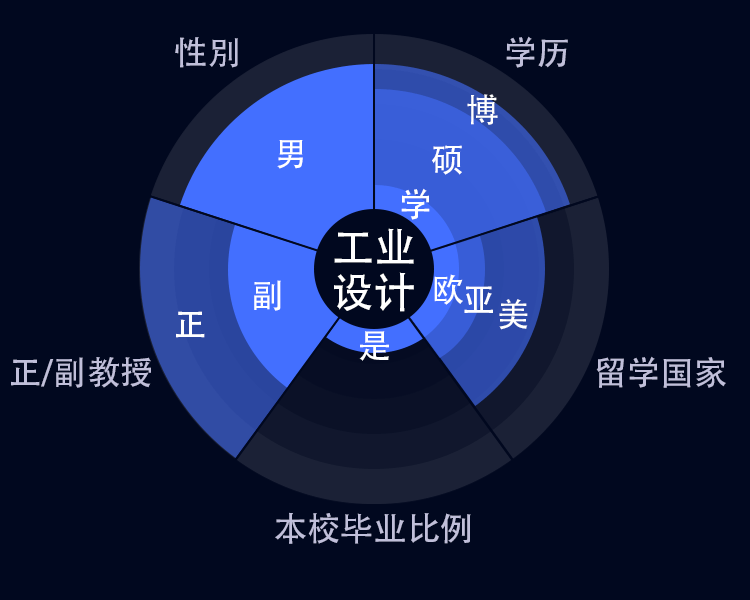 性别
学历
博
男
硕
学
工业
设计
欧
亚
美
副
正
是
正/副教授
留学国家
本校毕业比例